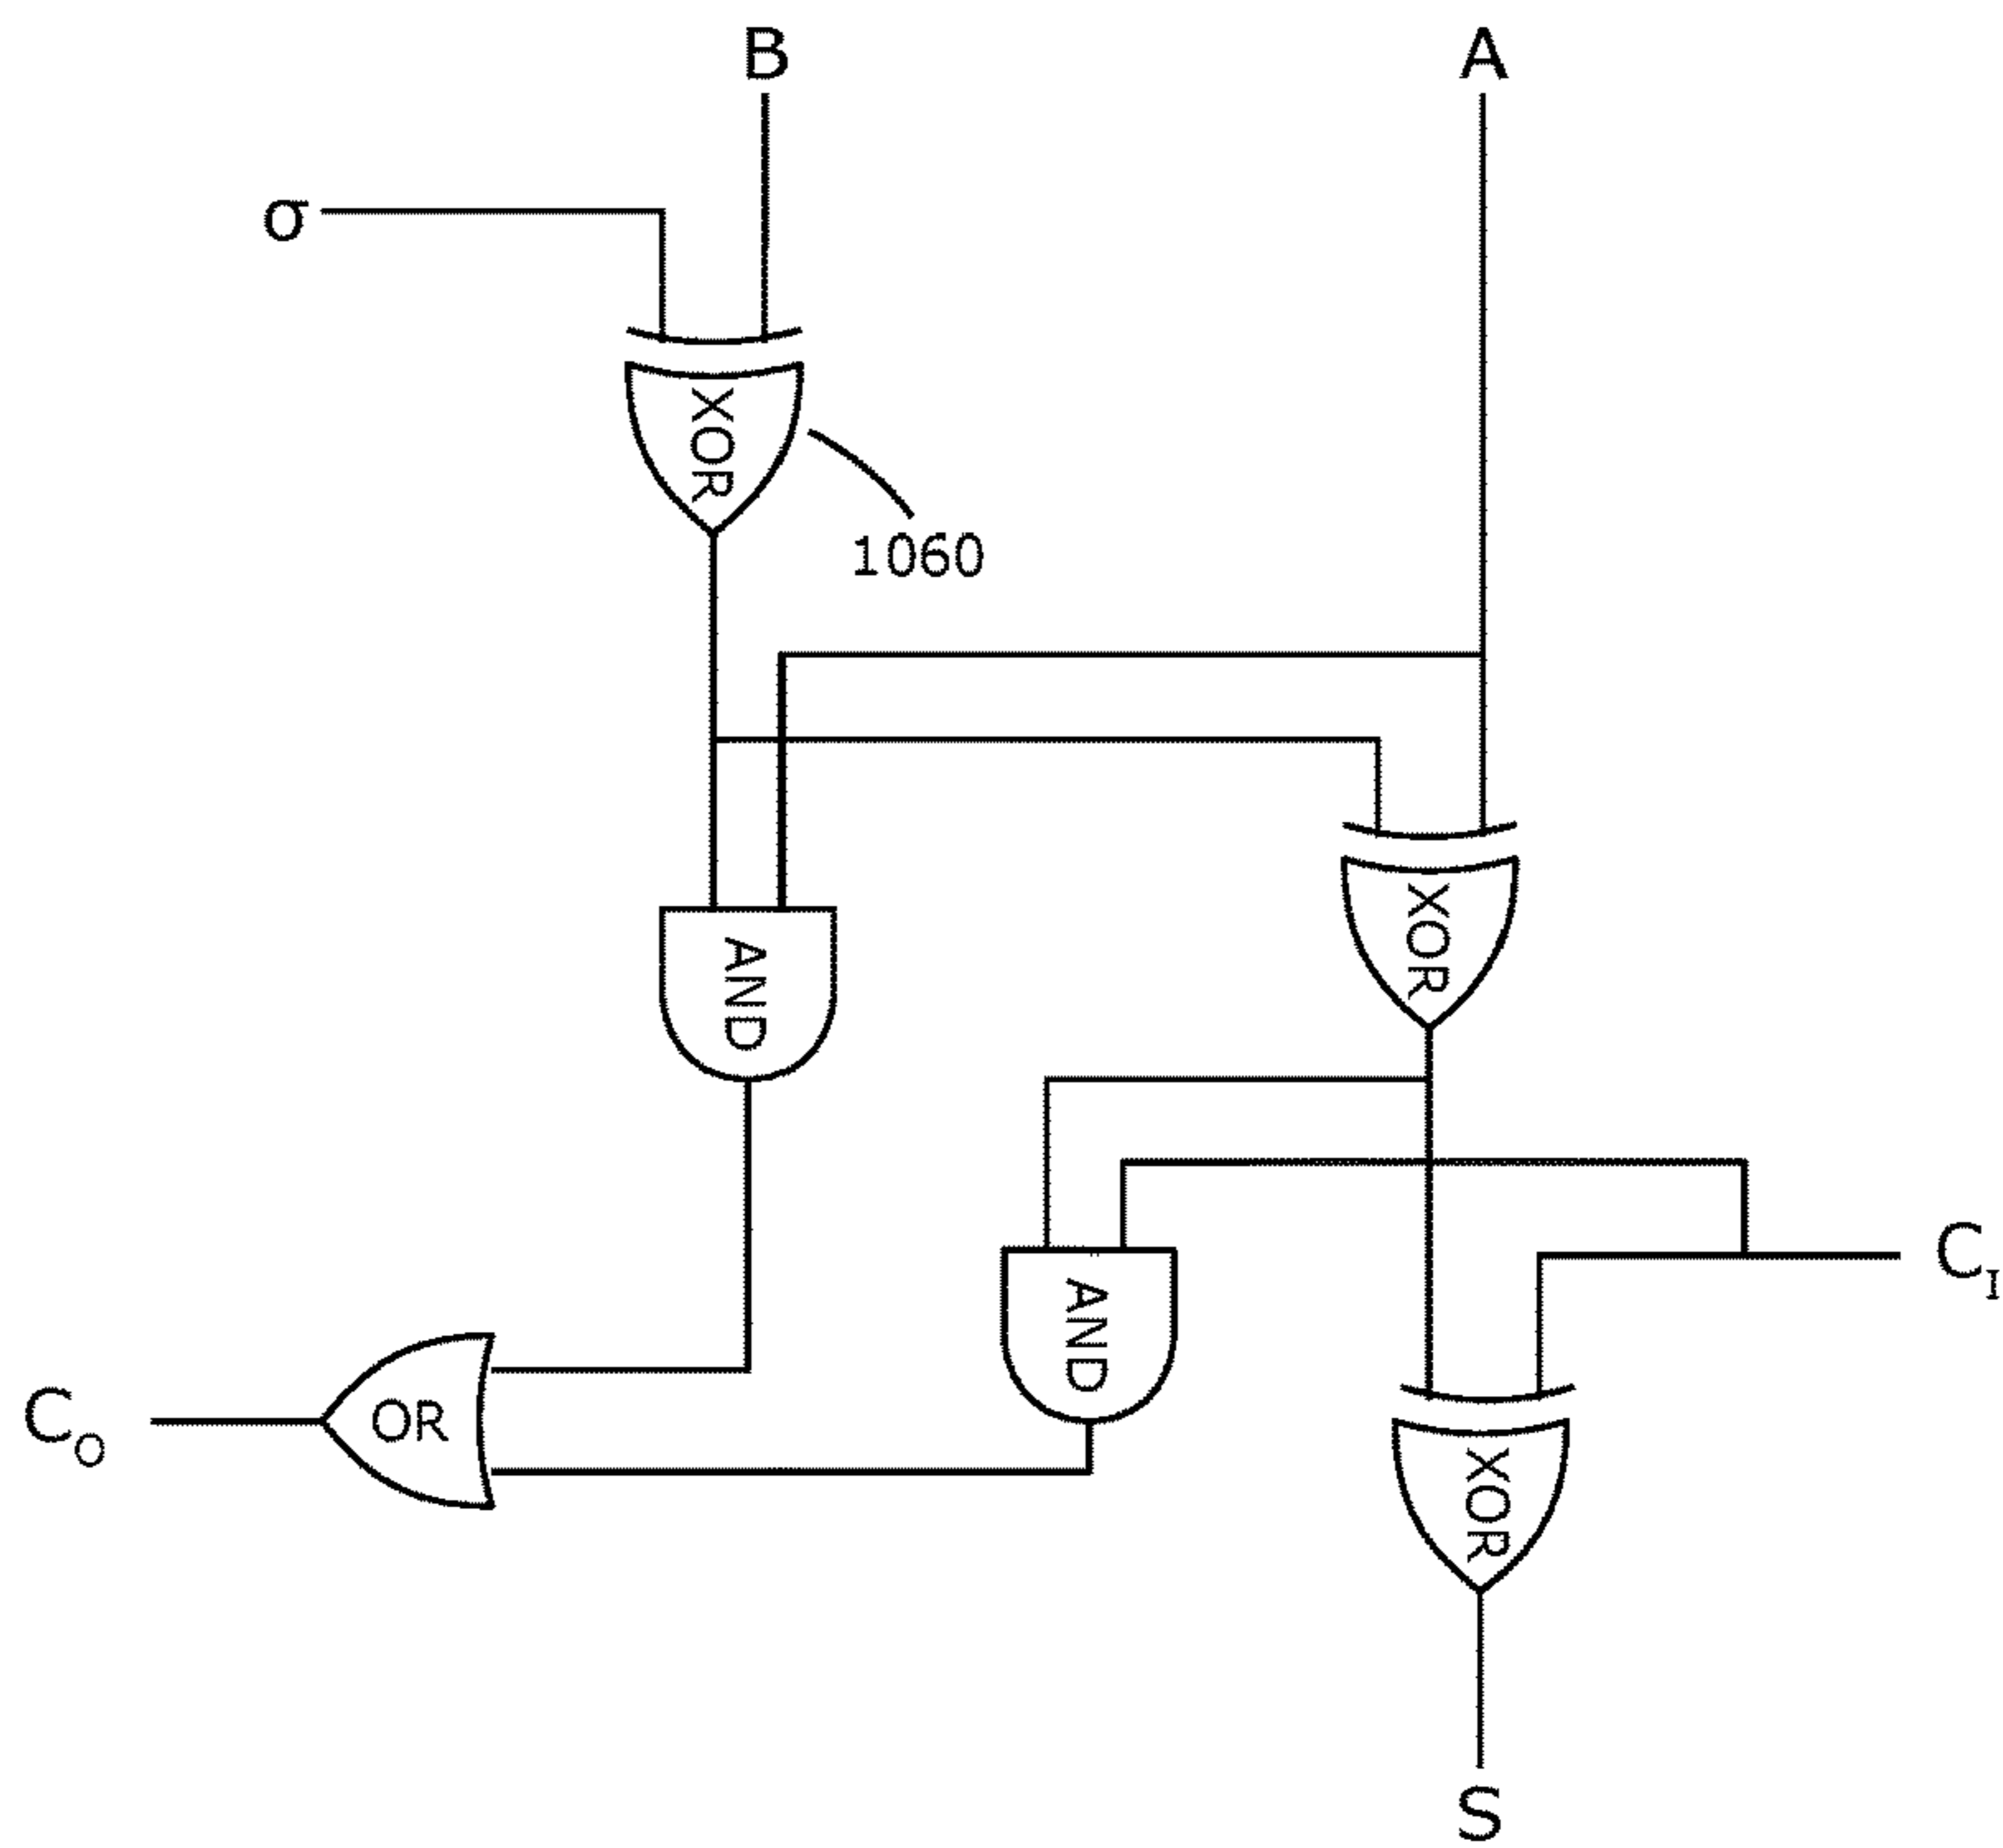 B
A
σ
XOR
1060
XOR
AND
AND
C_I
C_O
OR
XOR
S